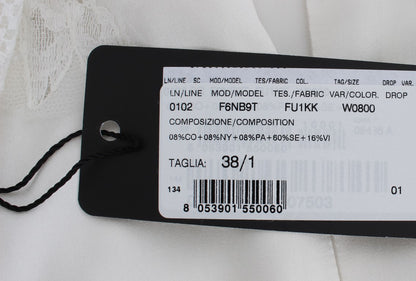 LN/LINE SC MOD/MODEL TES/FABRIC COL. TAG/SIZE DROP VAR.
LN/LINE MOD/MODEL TES./FABRIC VAR/COLOR. DROP
0102 F6NB9T FU1KK W0800
COMPOSIZIONE/COMPOSITION
08%CO+08%NY+08%PA+60%SE+16%VI
TAGLIA: 38/1
134 01
8 053901 550060
07503